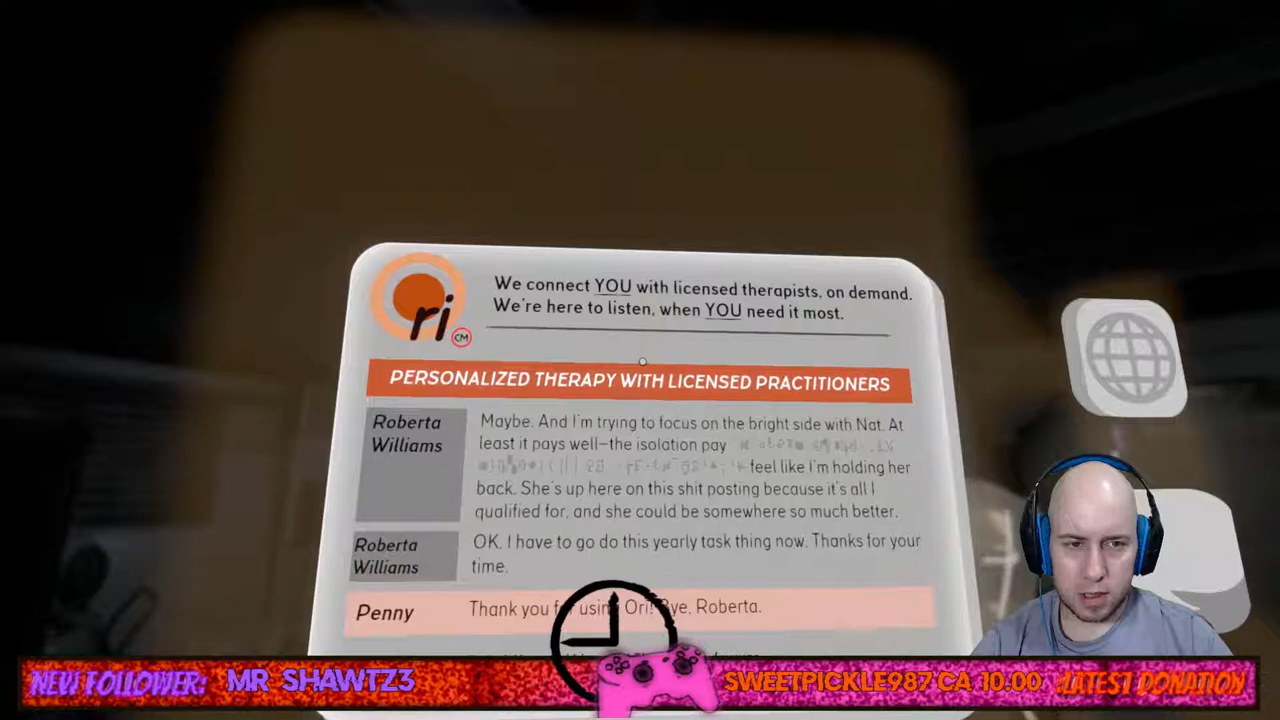 We connect YOU with licensed therapists, on demand.
We're here to listen, when YOU need it most.
Ori
CM
PERSONALIZED THERAPY WITH LICENSED PRACTITIONERS
Roberta
Williams
Maybe. And I'm trying to focus on the bright side with Nat. At
least it pays well—the isolation pay
feel like I'm holding her
back. She's up here on this shit posting because it's all I
qualified for, and she could be somewhere so much better.
Roberta
Williams
OK, I have to go do this yearly task thing now. Thanks for your
time.
Penny
Thank you for using Ori! Bye, Roberta.
NEW FOLLOWER: MR SHAWTZ3
SWEETPICKLE987 CA 10.00 :LATEST DONATION